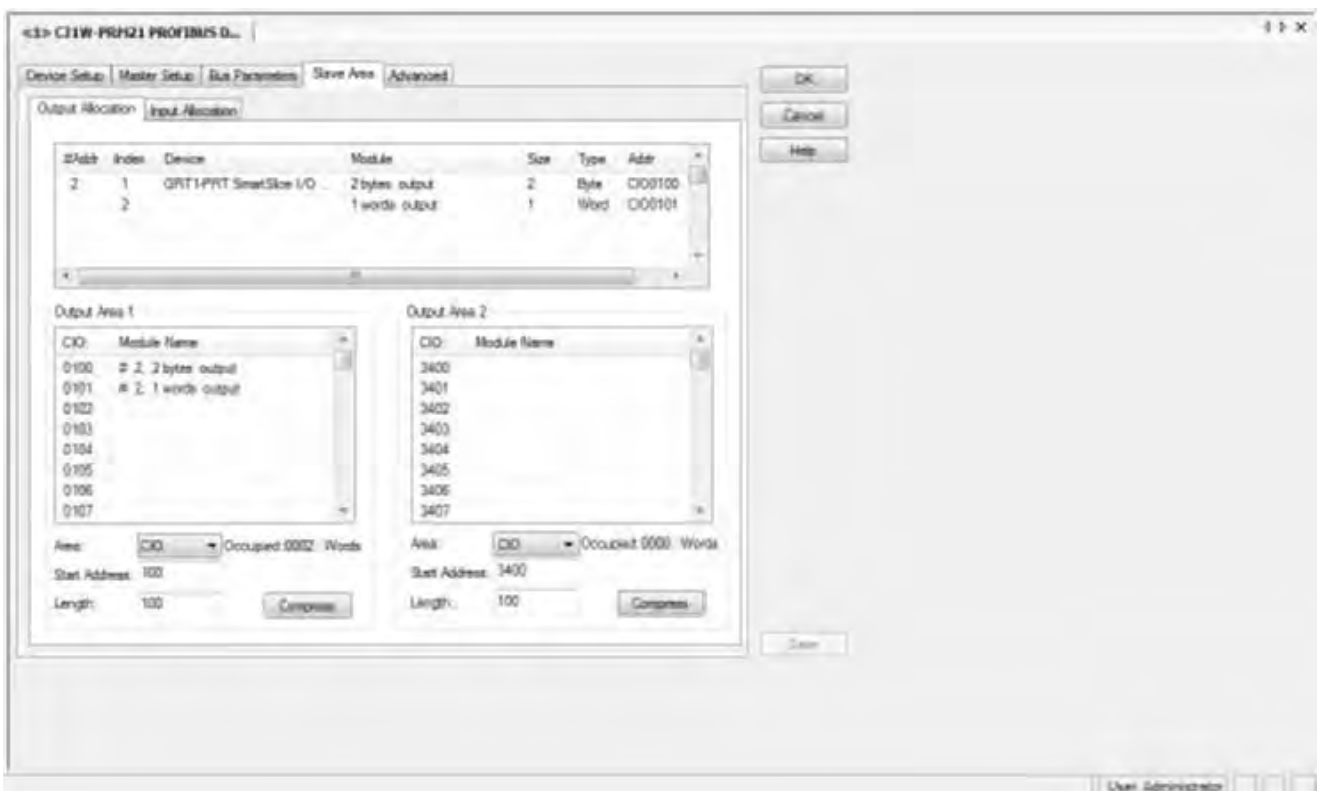 <1> CJ1W-PRM21 PROFIBUS D...
Device Setup Master Setup Bus Parameters Slave Area Advanced
OK
Output Allocation Input Allocation
Cancel
Help
#Addr Index Device Module Size Type Addr
2 1 GRT1-PRT SmartSlice I/O ... 2 bytes output 2 Byte CIO0100
2 1 words output 1 Word CIO0101
Output Area 1 Output Area 2
CIO: Module Name CIO: Module Name
0100 # 2, 2 bytes output 3400
0101 # 2, 1 words output 3401
0102 3402
0103 3403
0104 3404
0105 3405
0106 3406
0107 3407
Area: CIO Occupied:0002 Words Area: CIO Occupied:0000 Words
Start Address: 100 Start Address: 3400
Length: 100 Compress Length: 100 Compress
Save
User: Administrator